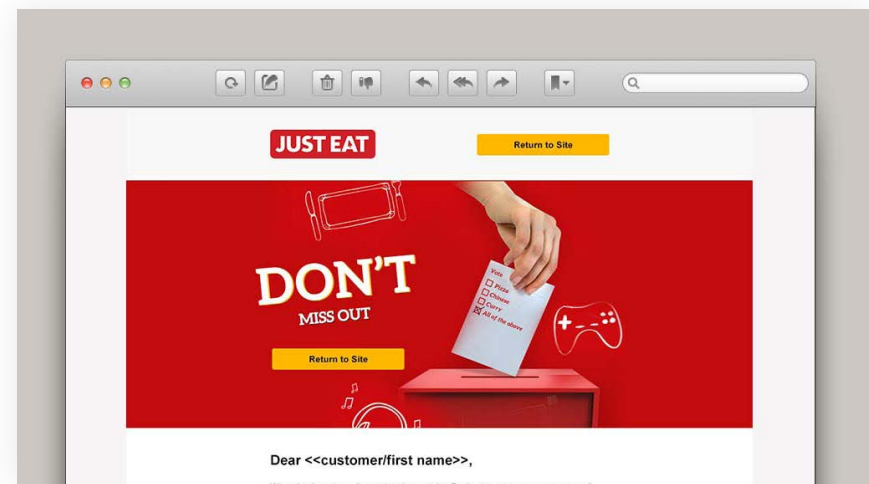 JUST EAT
Return to Site
DON'T
MISS OUT
Vote
Pizza
Chinese
Curry
All of the above
Return to Site
Dear <<customer/first name>>,